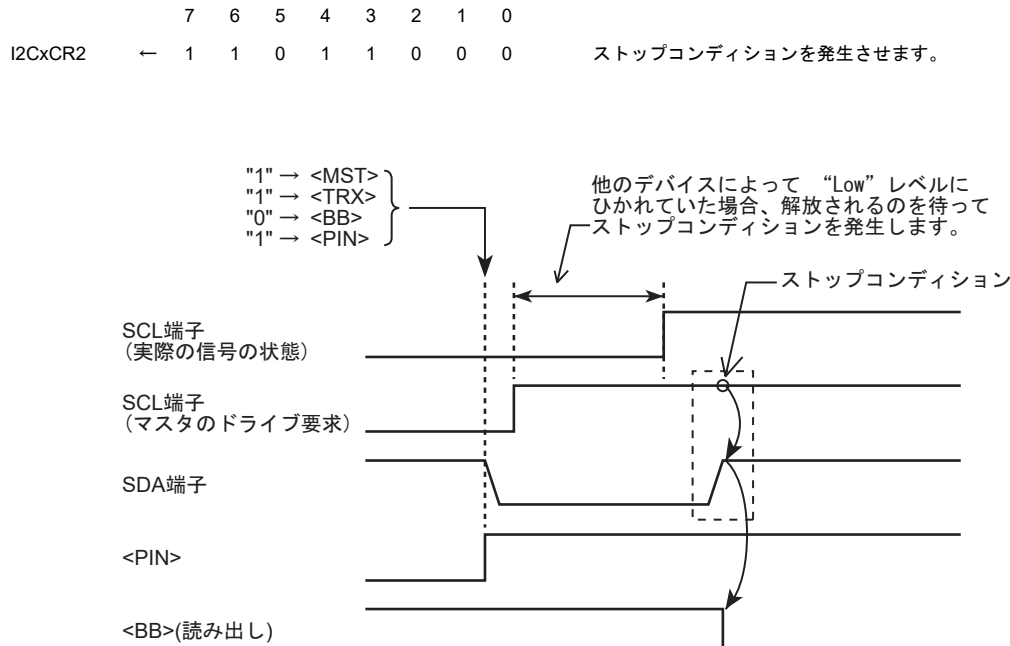 7 6 5 4 3 2 1 0
I2CxCR2 ← 1 1 0 1 1 0 0 0 ストップコンディションを発生させます。
"1" → <MST>
"1" → <TRX>
"0" → <BB>
"1" → <PIN>
他のデバイスによって “Low” レベルに
ひかれていた場合、解放されるのを待って
ストップコンディションを発生します。
ストップコンディション
SCL端子
（実際の信号の状態）
SCL端子
（マスタのドライブ要求）
SDA端子
<PIN>
<BB>(読み出し)